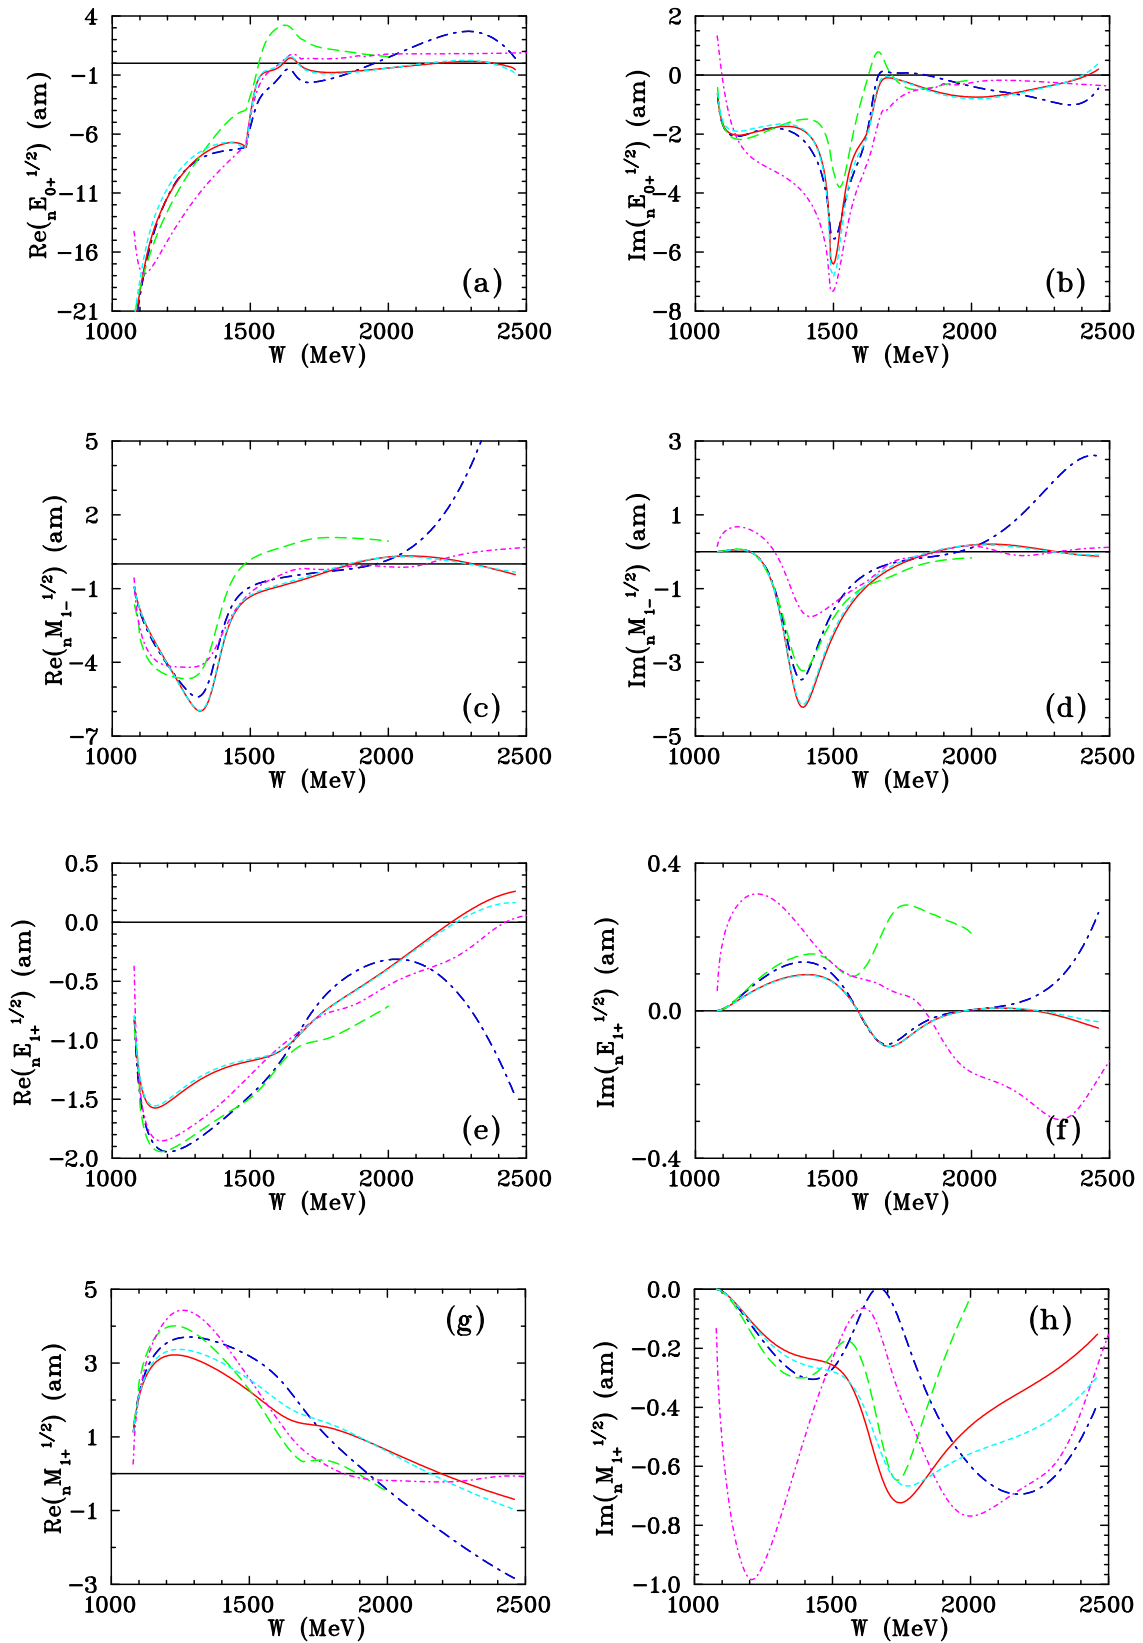 4
−1
−6
−11
−16
−21
Re(ₙE₀₊¹/²) (am)
1000 1500 2000 2500
W (MeV)
(a)
2
0
−2
−4
−6
−8
Im(ₙE₀₊¹/²) (am)
1000 1500 2000 2500
W (MeV)
(b)
5
2
−1
−4
−7
Re(ₙM₁₋¹/²) (am)
1000 1500 2000 2500
W (MeV)
(c)
3
1
−1
−3
−5
Im(ₙM₁₋¹/²) (am)
1000 1500 2000 2500
W (MeV)
(d)
0.5
0.0
−0.5
−1.0
−1.5
−2.0
Re(ₙE₁₊¹/²) (am)
1000 1500 2000 2500
W (MeV)
(e)
0.4
0.0
−0.4
Im(ₙE₁₊¹/²) (am)
1000 1500 2000 2500
W (MeV)
(f)
5
3
1
−1
−3
Re(ₙM₁₊¹/²) (am)
1000 1500 2000 2500
W (MeV)
(g)
0.0
−0.2
−0.4
−0.6
−0.8
−1.0
Im(ₙM₁₊¹/²) (am)
1000 1500 2000 2500
W (MeV)
(h)